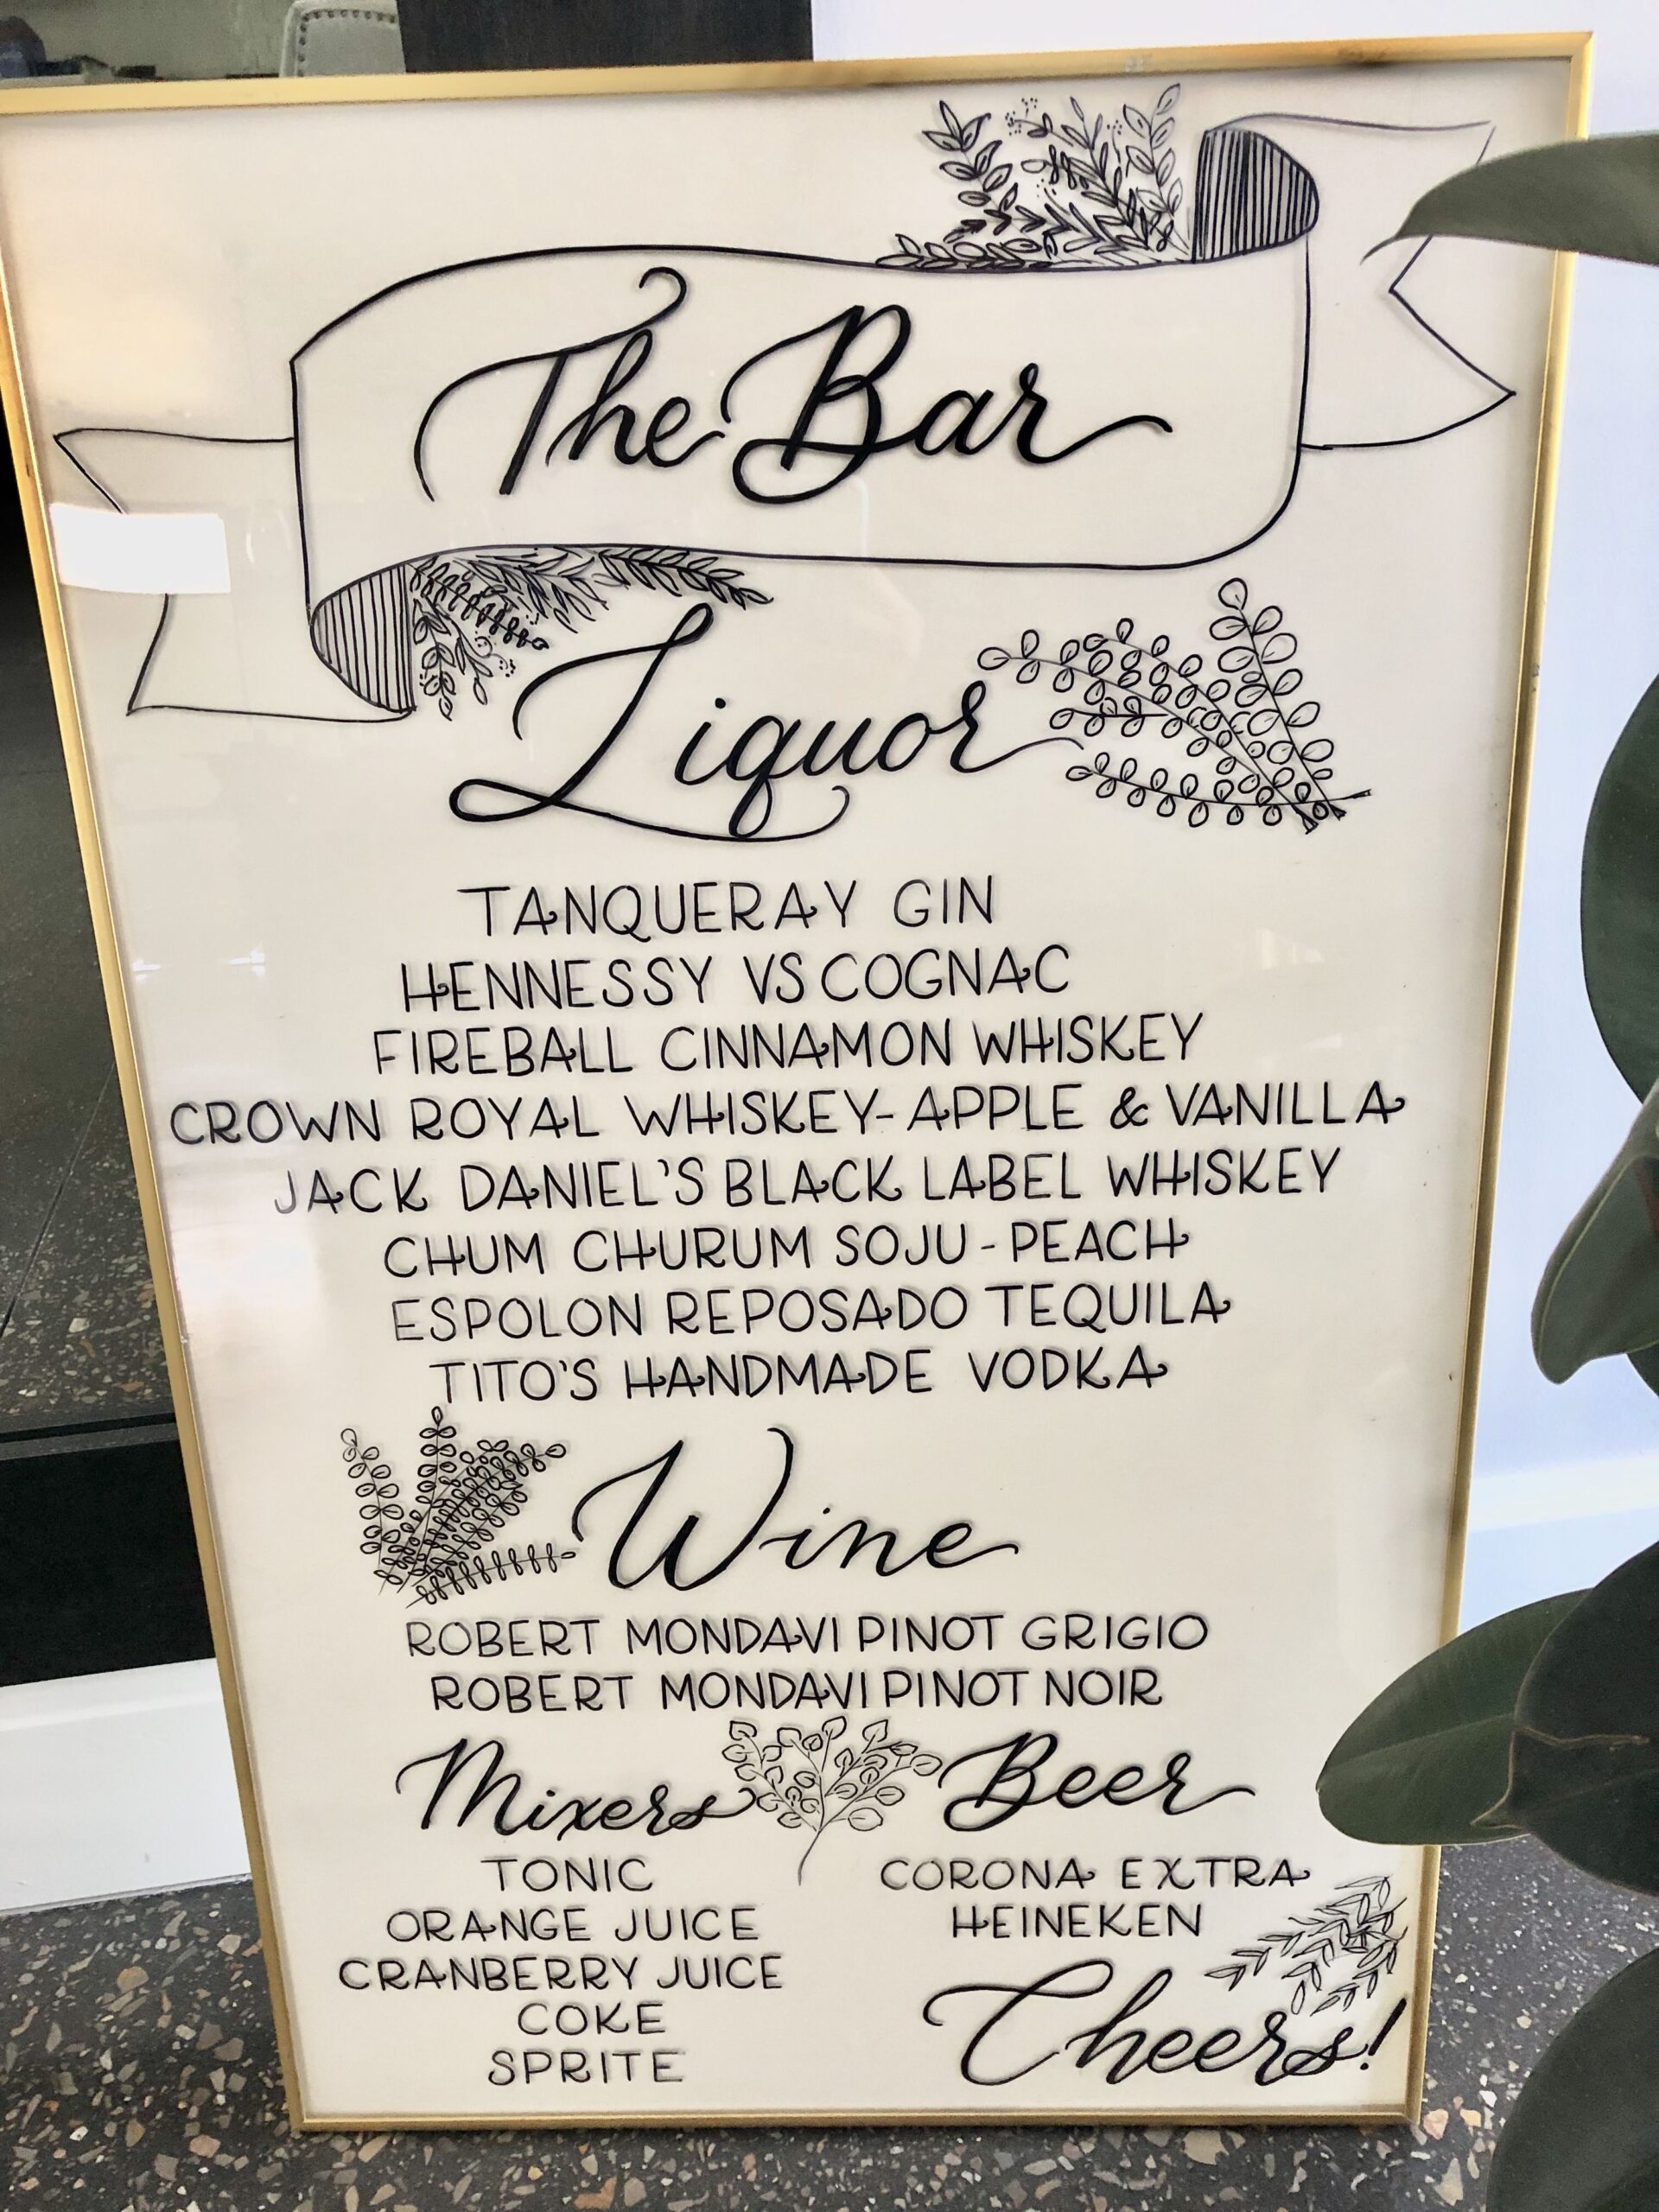 The Bar
Liquor
TANQUERAY GIN
HENNESSY VS COGNAC
FIREBALL CINNAMON WHISKEY
CROWN ROYAL WHISKEY-APPLE & VANILLA
JACK DANIEL'S BLACK LABEL WHISKEY
CHUM CHURUM SOJU-PEACH
ESPOLON REPOSADO TEQUILA
TITO'S HANDMADE VODKA
Wine
ROBERT MONDAVI PINOT GRIGIO
ROBERT MONDAVI PINOT NOIR
Mixers
TONIC
ORANGE JUICE
CRANBERRY JUICE
COKE
SPRITE
Beer
CORONA EXTRA
HEINEKEN
Cheers!